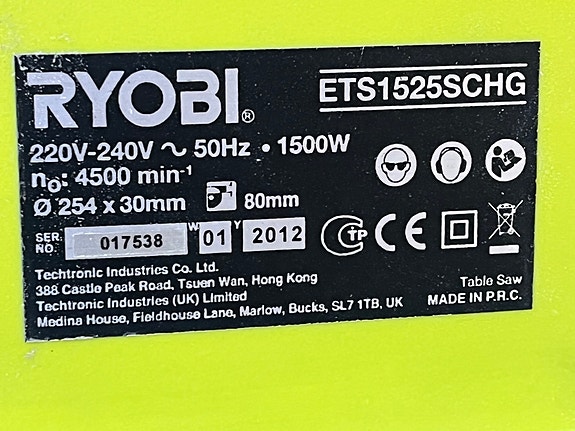 RYOBI®
ETS1525SCHG
220V-240V ~ 50Hz • 1500W
n₀: 4500 min⁻¹
Ø 254 x 30mm 80mm
SER. NO. 017538 W 01 Y 2012
TP CE
Techtronic Industries Co. Ltd.
388 Castle Peak Road, Tsuen Wan, Hong Kong
Techtronic Industries (UK) Limited
Medina House, Fieldhouse Lane, Marlow, Bucks, SL7 1TB, UK
Table Saw
MADE IN P.R.C.